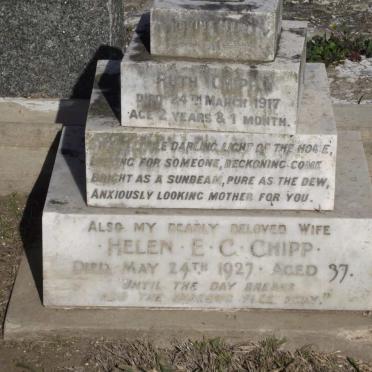 RUTH CHIPP
DIED 24TH MARCH 1917
AGE 2 YEARS & 1 MONTH.
LITTLE DARLING, LIGHT OF THE HOME,
LOOKING FOR SOMEONE, BECKONING COME
BRIGHT AS A SUNBEAM, PURE AS THE DEW,
ANXIOUSLY LOOKING MOTHER FOR YOU.
ALSO MY DEARLY BELOVED WIFE
HELEN E. C. CHIPP
DIED MAY 24TH 1927 · AGED 37.
"UNTIL THE DAY BREAKS
AND THE SHADOWS FLEE AWAY."